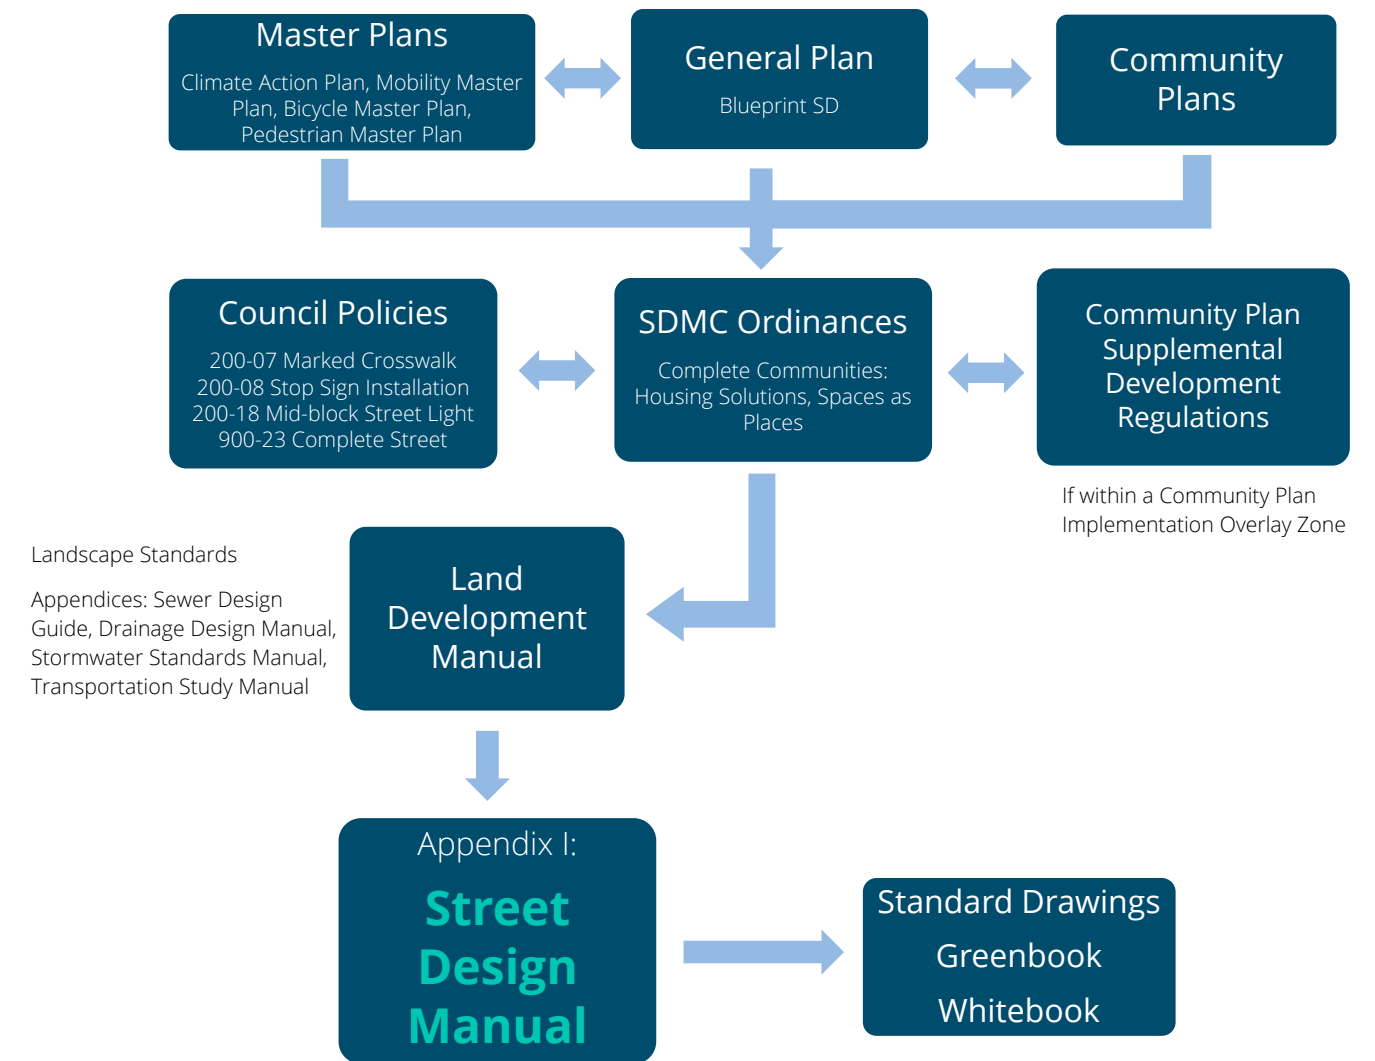 Master Plans
Climate Action Plan, Mobility Master
Plan, Bicycle Master Plan,
Pedestrian Master Plan
General Plan
Blueprint SD
Community
Plans
Council Policies
200-07 Marked Crosswalk
200-08 Stop Sign Installation
200-18 Mid-block Street Light
900-23 Complete Street
SDMC Ordinances
Complete Communities:
Housing Solutions, Spaces as
Places
Community Plan
Supplemental
Development
Regulations
If within a Community Plan
Implementation Overlay Zone
Landscape Standards
Appendices: Sewer Design
Guide, Drainage Design Manual,
Stormwater Standards Manual,
Transportation Study Manual
Land
Development
Manual
Appendix I:
Street
Design
Manual
Standard Drawings
Greenbook
Whitebook